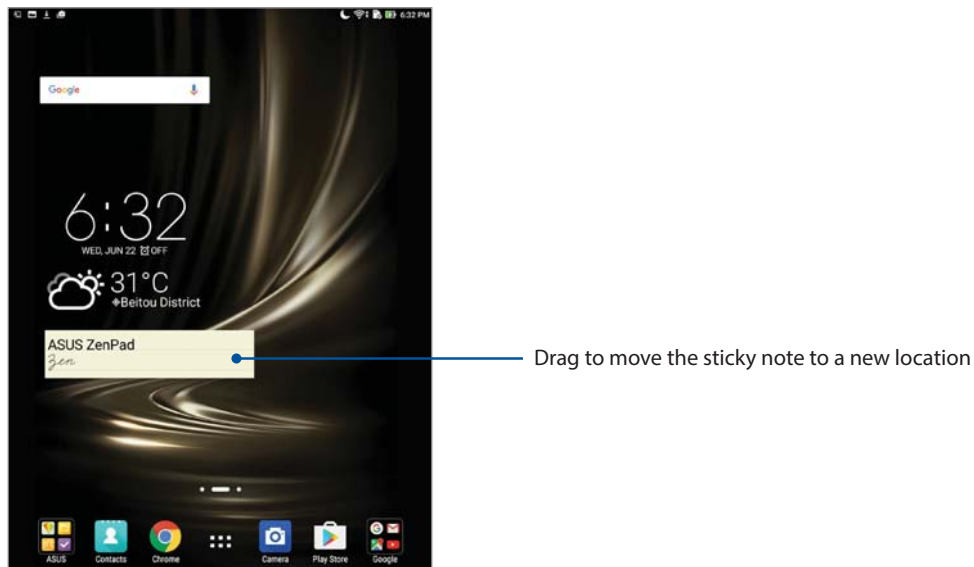 6:32 PM
Google
6:32
WED, JUN 22 OFF
31°C
Beitou District
ASUS ZenPad
Zen
Drag to move the sticky note to a new location
ASUS
Contacts
Chrome
Camera
Play Store
Google